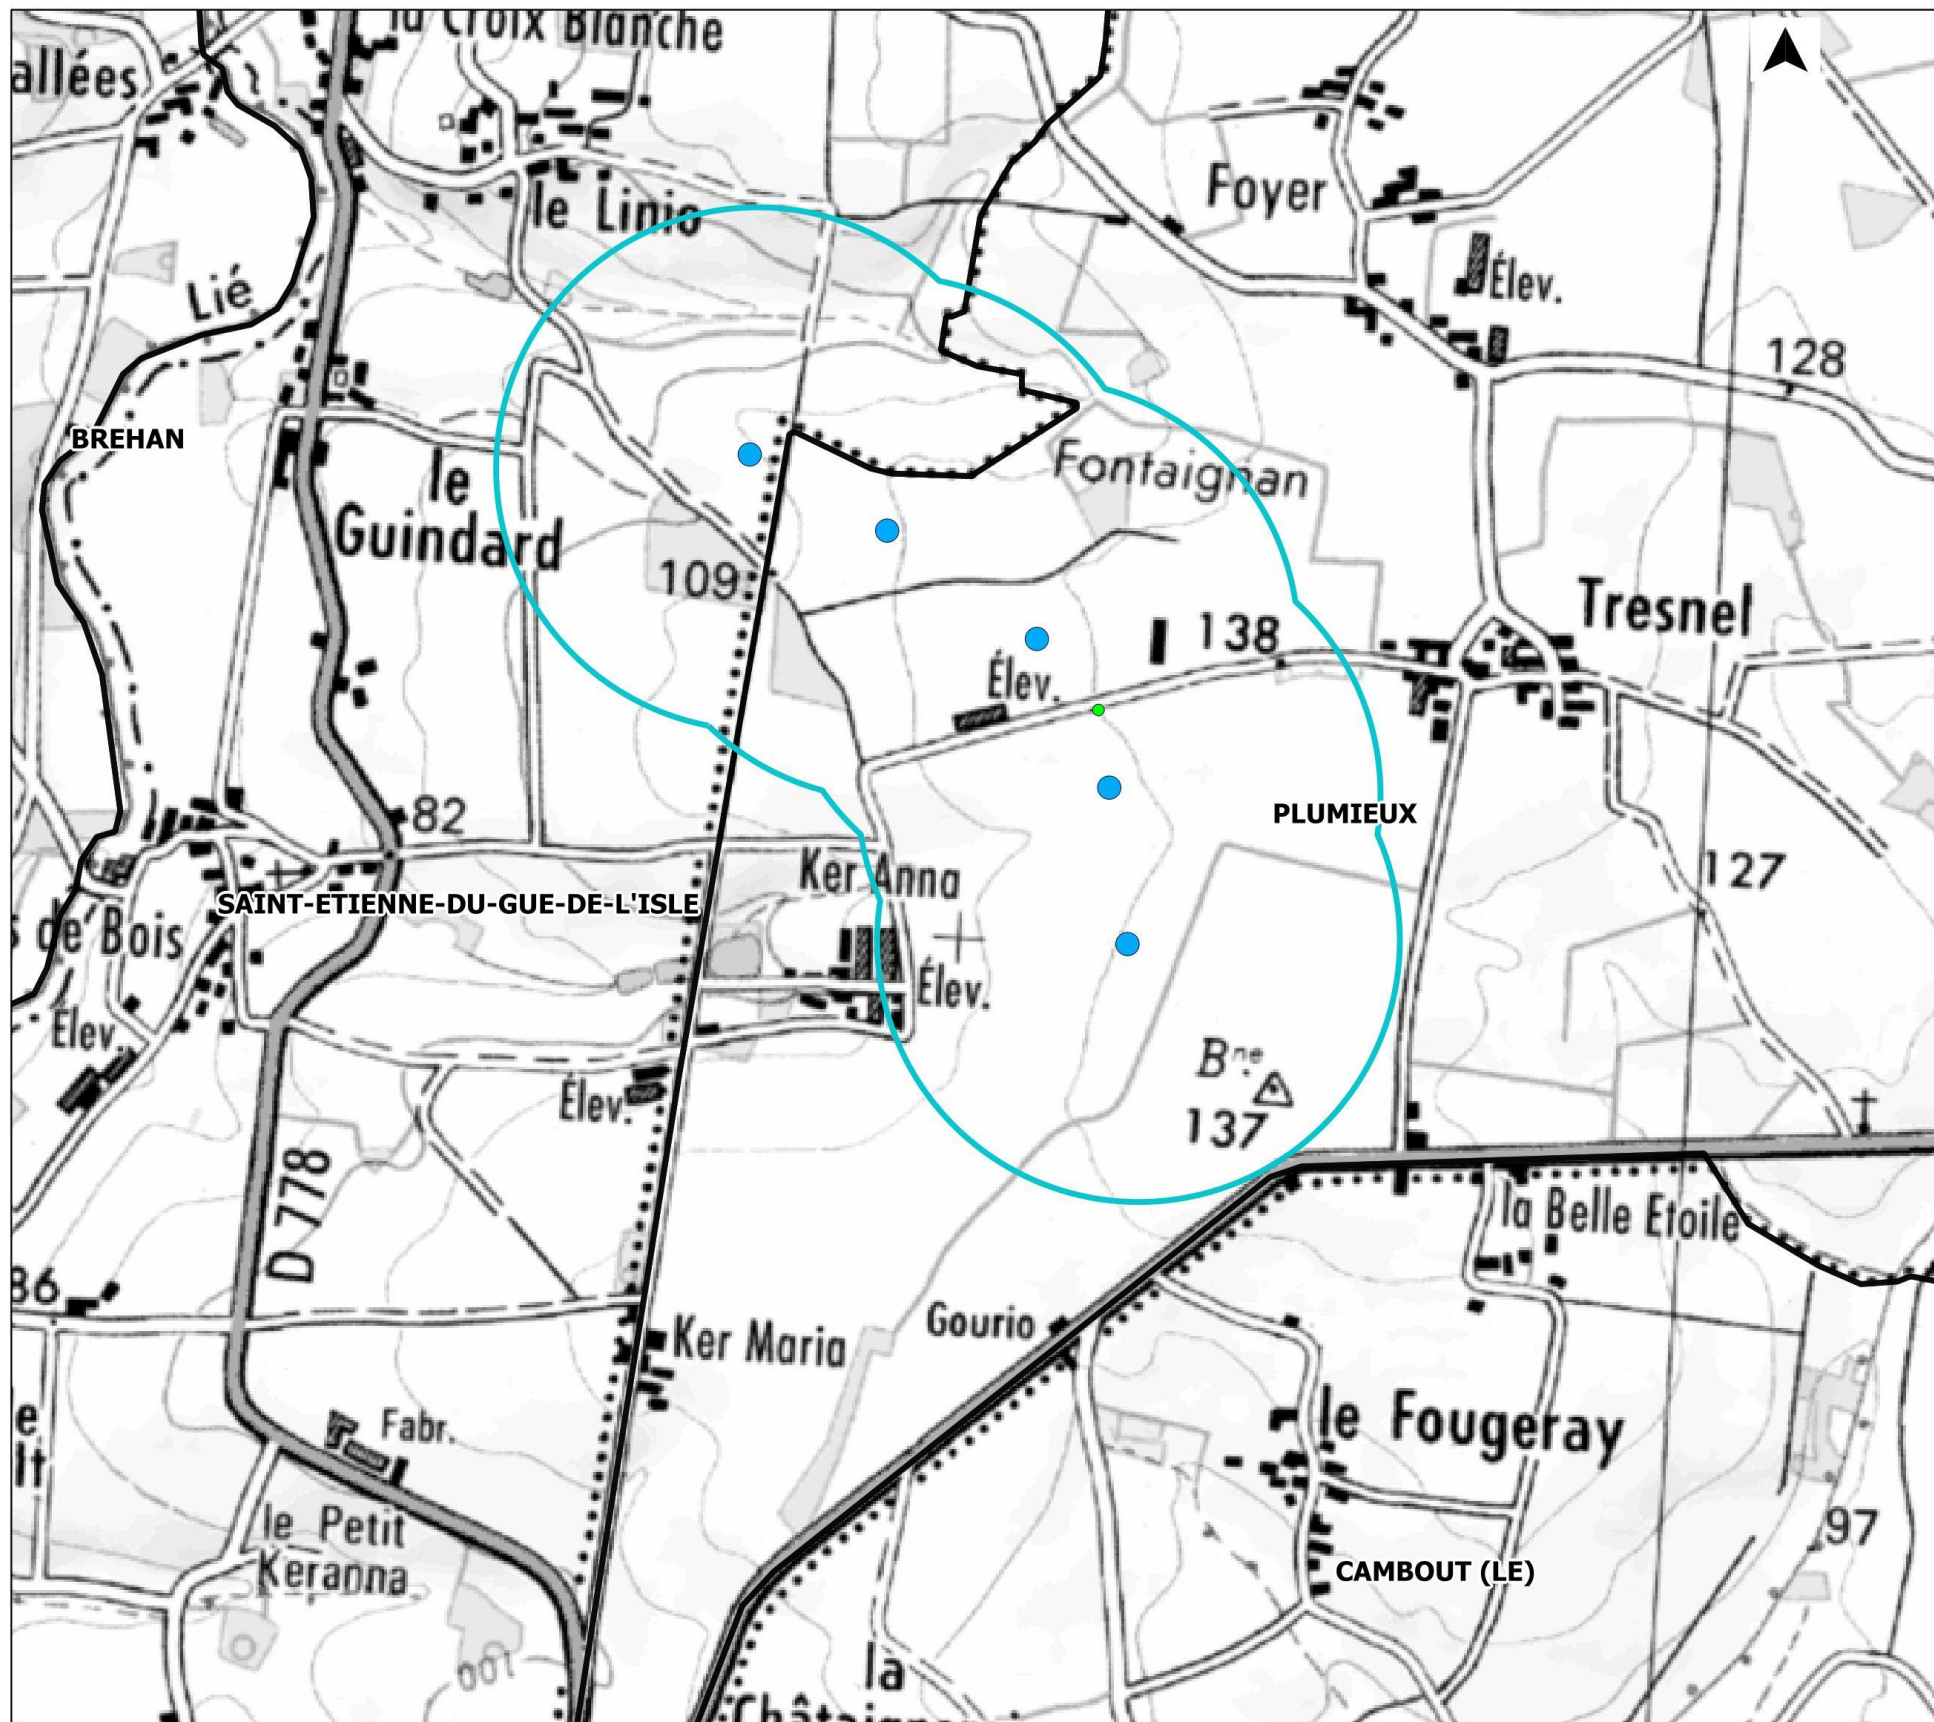 la Croix Blanche
allées
Foyer
le Linio
Élev.
Lié
128
BREHAN
le
Guindard
Fontaignan
109
Tresnel
138
Élev.
82
PLUMIEUX
Ker Anna
127
SAINT-ETIENNE-DU-GUE-DE-L'ISLE
s de Bois
Élev.
Élev.
Bne.
137
Élev.
D 778
la Belle Etoile
86
Gourio
Ker Maria
le Fougeray
Fabr.
e
lt
le Petit
Keranna
97
CAMBOUT (LE)
100
la